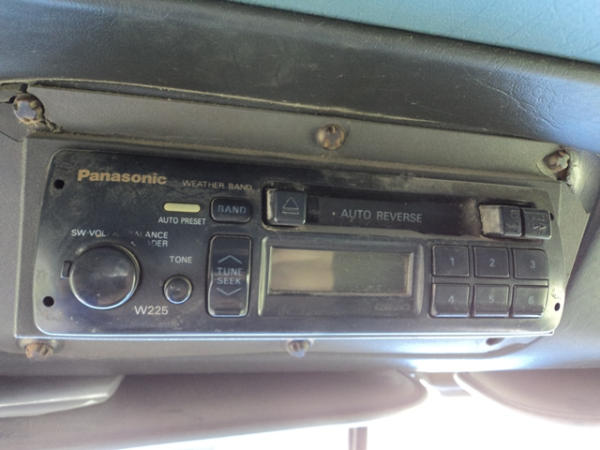 Panasonic
WEATHER BAND
AUTO PRESET
BAND
AUTO REVERSE
SW·VOL
TONE
TUNE
SEEK
W225
1 2 3
4 5 6